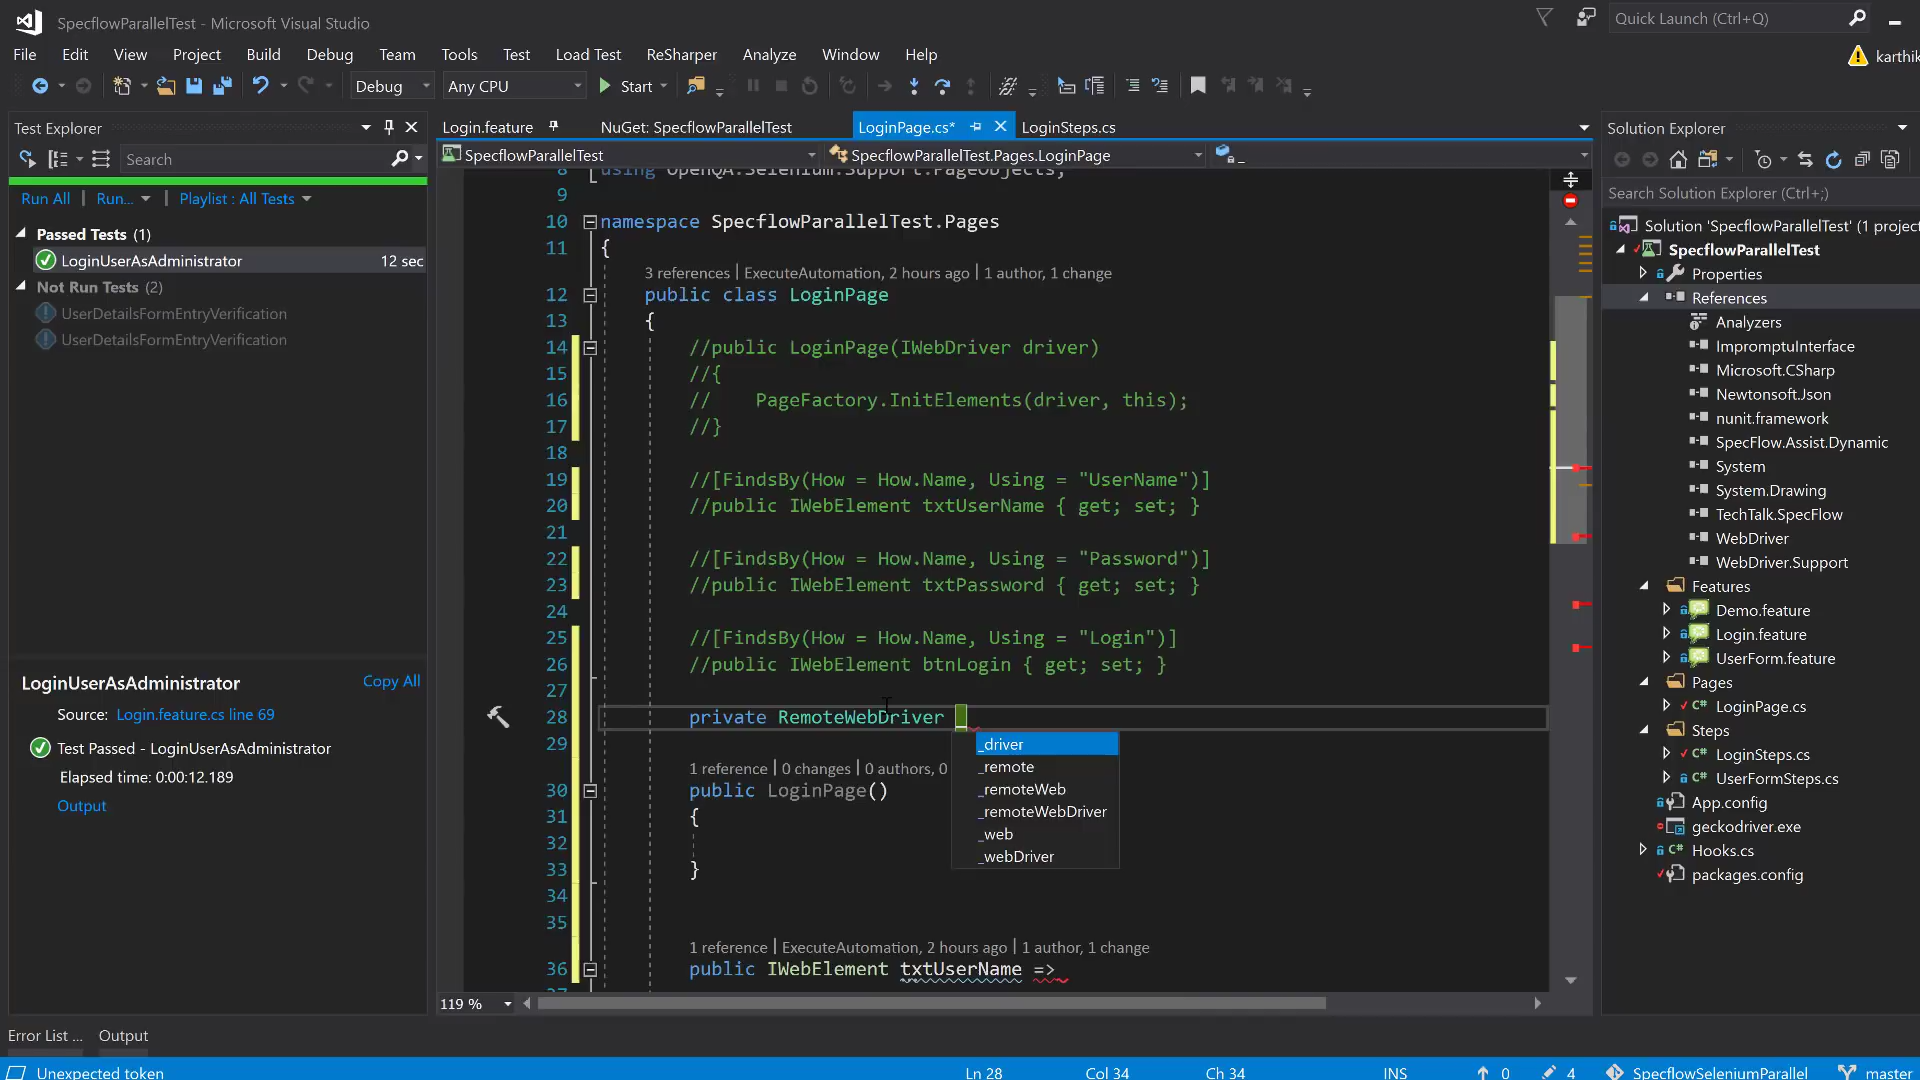 SpecflowParallelTest - Microsoft Visual Studio
Quick Launch (Ctrl+Q)
File Edit View Project Build Debug Team Tools Test Load Test ReSharper Analyze Window Help
karthik
Debug Any CPU Start
Test Explorer
Search
Run All Run... Playlist : All Tests
Passed Tests (1)
LoginUserAsAdministrator 12 sec
Not Run Tests (2)
UserDetailsFormEntryVerification
UserDetailsFormEntryVerification
LoginUserAsAdministrator Copy All
Source: Login.feature.cs line 69
Test Passed - LoginUserAsAdministrator
Elapsed time: 0:00:12.189
Output
Login.feature NuGet: SpecflowParallelTest LoginPage.cs* LoginSteps.cs
SpecflowParallelTest SpecflowParallelTest.Pages.LoginPage _
8 using OpenQA.Selenium.Support.PageObjects;
9
10 namespace SpecflowParallelTest.Pages
11 {
3 references | ExecuteAutomation, 2 hours ago | 1 author, 1 change
12 public class LoginPage
13 {
14 //public LoginPage(IWebDriver driver)
15 //{
16 // PageFactory.InitElements(driver, this);
17 //}
18
19 //[FindsBy(How = How.Name, Using = "UserName")]
20 //public IWebElement txtUserName { get; set; }
21
22 //[FindsBy(How = How.Name, Using = "Password")]
23 //public IWebElement txtPassword { get; set; }
24
25 //[FindsBy(How = How.Name, Using = "Login")]
26 //public IWebElement btnLogin { get; set; }
27
28 private RemoteWebDriver _
_driver
_remote
_remoteWeb
_remoteWebDriver
_web
_webDriver
29
1 reference | 0 changes | 0 authors, 0
30 public LoginPage()
31 {
32
33 }
34
35
1 reference | ExecuteAutomation, 2 hours ago | 1 author, 1 change
36 public IWebElement txtUserName =>
119 %
Solution Explorer
Search Solution Explorer (Ctrl+;)
Solution 'SpecflowParallelTest' (1 project
SpecflowParallelTest
Properties
References
Analyzers
ImpromptuInterface
Microsoft.CSharp
Newtonsoft.Json
nunit.framework
SpecFlow.Assist.Dynamic
System
System.Drawing
TechTalk.SpecFlow
WebDriver
WebDriver.Support
Features
Demo.feature
Login.feature
UserForm.feature
Pages
C# LoginPage.cs
Steps
C# LoginSteps.cs
C# UserFormSteps.cs
App.config
geckodriver.exe
C# Hooks.cs
packages.config
Error List ... Output
Unexpected token Ln 28 Col 34 Ch 34 INS 0 4 SpecflowSeleniumParallel master